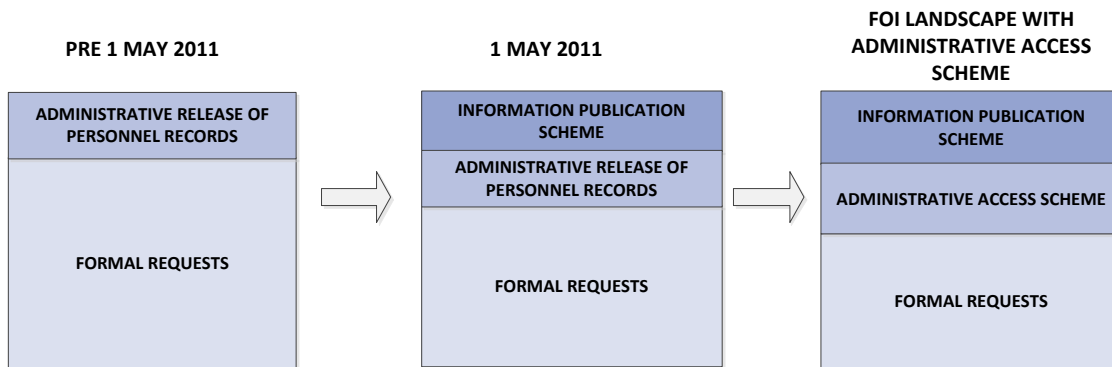 PRE 1 MAY 2011
ADMINISTRATIVE RELEASE OF
PERSONNEL RECORDS
FORMAL REQUESTS
1 MAY 2011
INFORMATION PUBLICATION
SCHEME
ADMINISTRATIVE RELEASE OF
PERSONNEL RECORDS
FORMAL REQUESTS
FOI LANDSCAPE WITH
ADMINISTRATIVE ACCESS
SCHEME
INFORMATION PUBLICATION
SCHEME
ADMINISTRATIVE ACCESS SCHEME
FORMAL REQUESTS